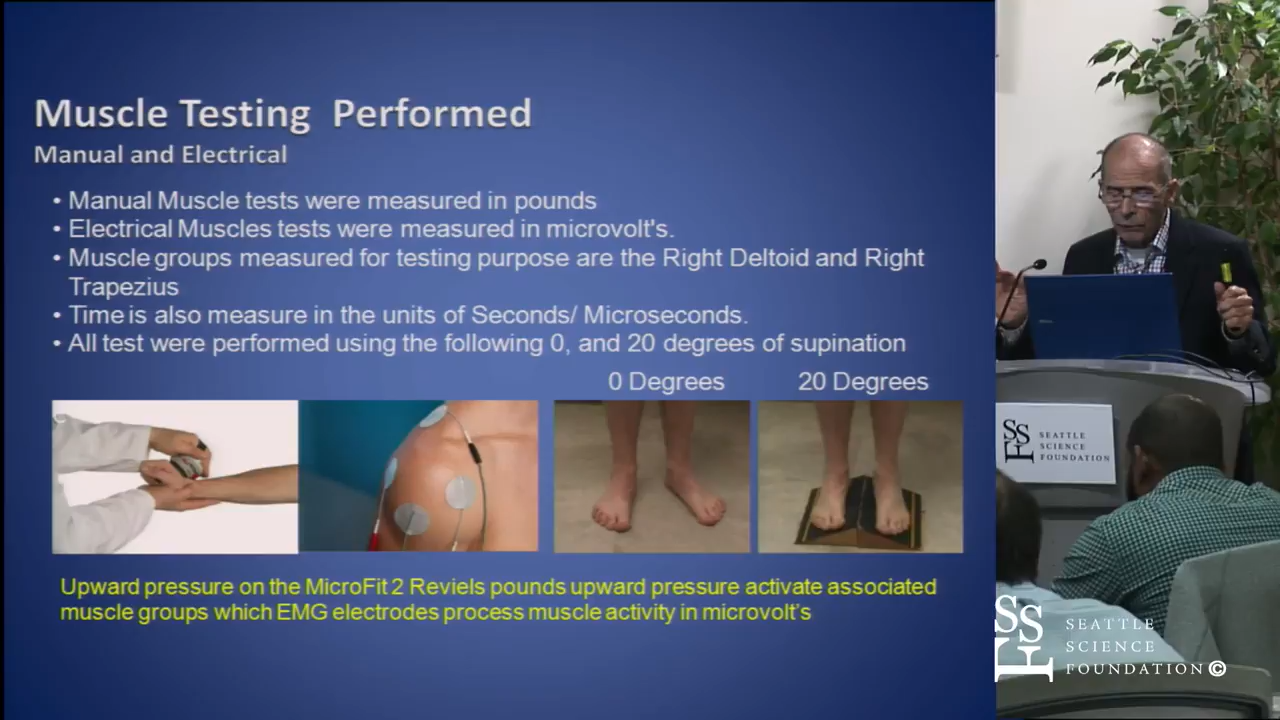 Muscle Testing Performed
Manual and Electrical
• Manual Muscle tests were measured in pounds
• Electrical Muscles tests were measured in microvolt's.
• Muscle groups measured for testing purpose are the Right Deltoid and Right
Trapezius
• Time is also measure in the units of Seconds/ Microseconds.
• All test were performed using the following 0, and 20 degrees of supination
0 Degrees
20 Degrees
Upward pressure on the MicroFit 2 Reviels pounds upward pressure activate associated
muscle groups which EMG electrodes process muscle activity in microvolt's
SSF
SEATTLE
SCIENCE
FOUNDATION
SSF
SEATTLE
SCIENCE
FOUNDATION©